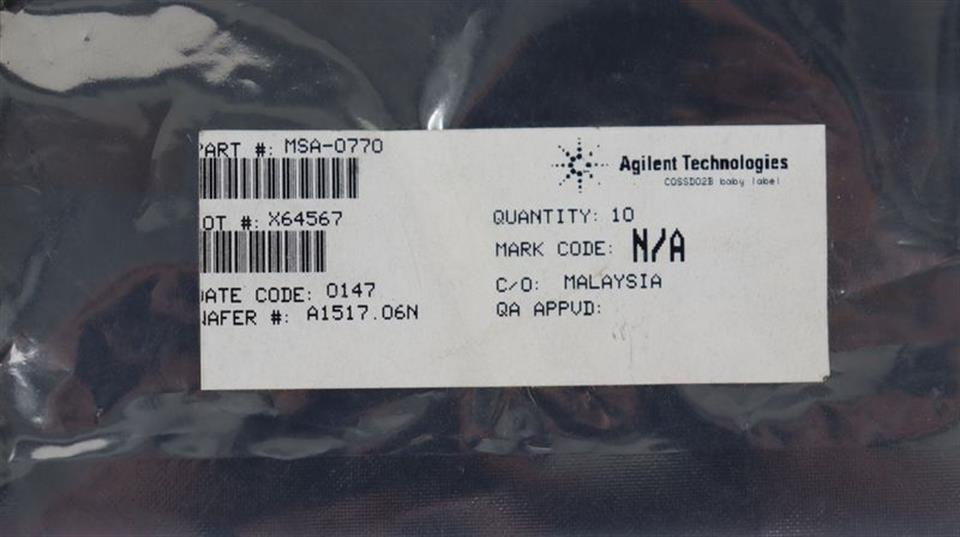 PART #: MSA-0770
Agilent Technologies
COSSD02B baby label
LOT #: X64567
QUANTITY: 10
MARK CODE: N/A
DATE CODE: 0147
C/O: MALAYSIA
WAFER #: A1517.06N
QA APPVD: